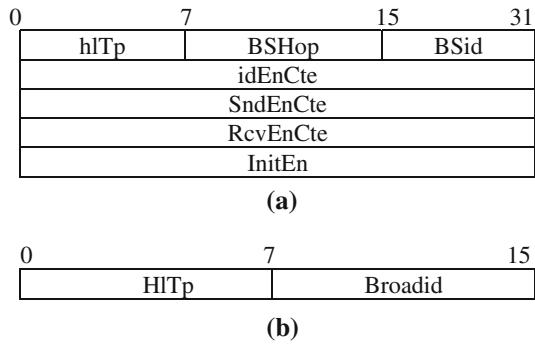 0 7 15 31
hlTp BSHop BSid
idEnCte
SndEnCte
RcvEnCte
InitEn
(a)
0 7 15
HlTp Broadid
(b)